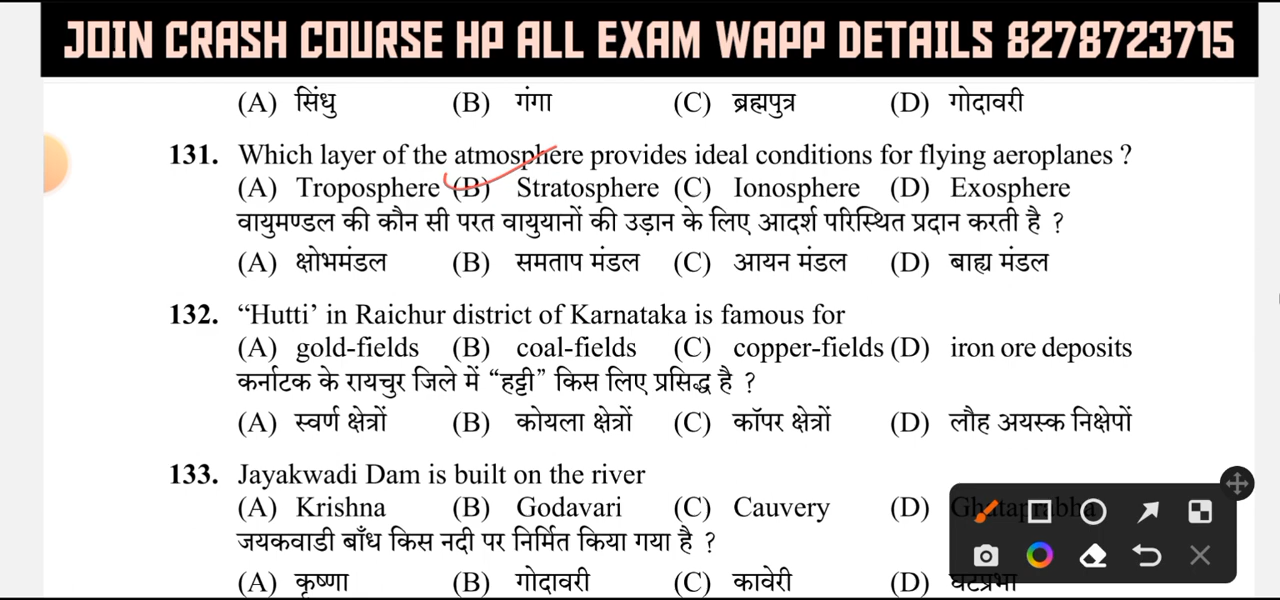 JOIN CRASH COURSE HP ALL EXAM WAPP DETAILS 8278723715
(A) सिंधु (B) गंगा (C) ब्रह्मपुत्र (D) गोदावरी
131. Which layer of the atmosphere provides ideal conditions for flying aeroplanes ?
(A) Troposphere (B) Stratosphere (C) Ionosphere (D) Exosphere
वायुमण्डल की कौन सी परत वायुयानों की उड़ान के लिए आदर्श परिस्थित प्रदान करती है ?
(A) क्षोभमंडल (B) समताप मंडल (C) आयन मंडल (D) बाह्य मंडल
132. “Hutti’ in Raichur district of Karnataka is famous for
(A) gold-fields (B) coal-fields (C) copper-fields (D) iron ore deposits
कर्नाटक के रायचुर जिले में “हट्टी” किस लिए प्रसिद्ध है ?
(A) स्वर्ण क्षेत्रों (B) कोयला क्षेत्रों (C) कॉपर क्षेत्रों (D) लौह अयस्क निक्षेपों
133. Jayakwadi Dam is built on the river
(A) Krishna (B) Godavari (C) Cauvery (D) Ghataprabha
जयकवाडी बाँध किस नदी पर निर्मित किया गया है ?
(A) कृष्णा (B) गोदावरी (C) कावेरी (D) घटप्रभा